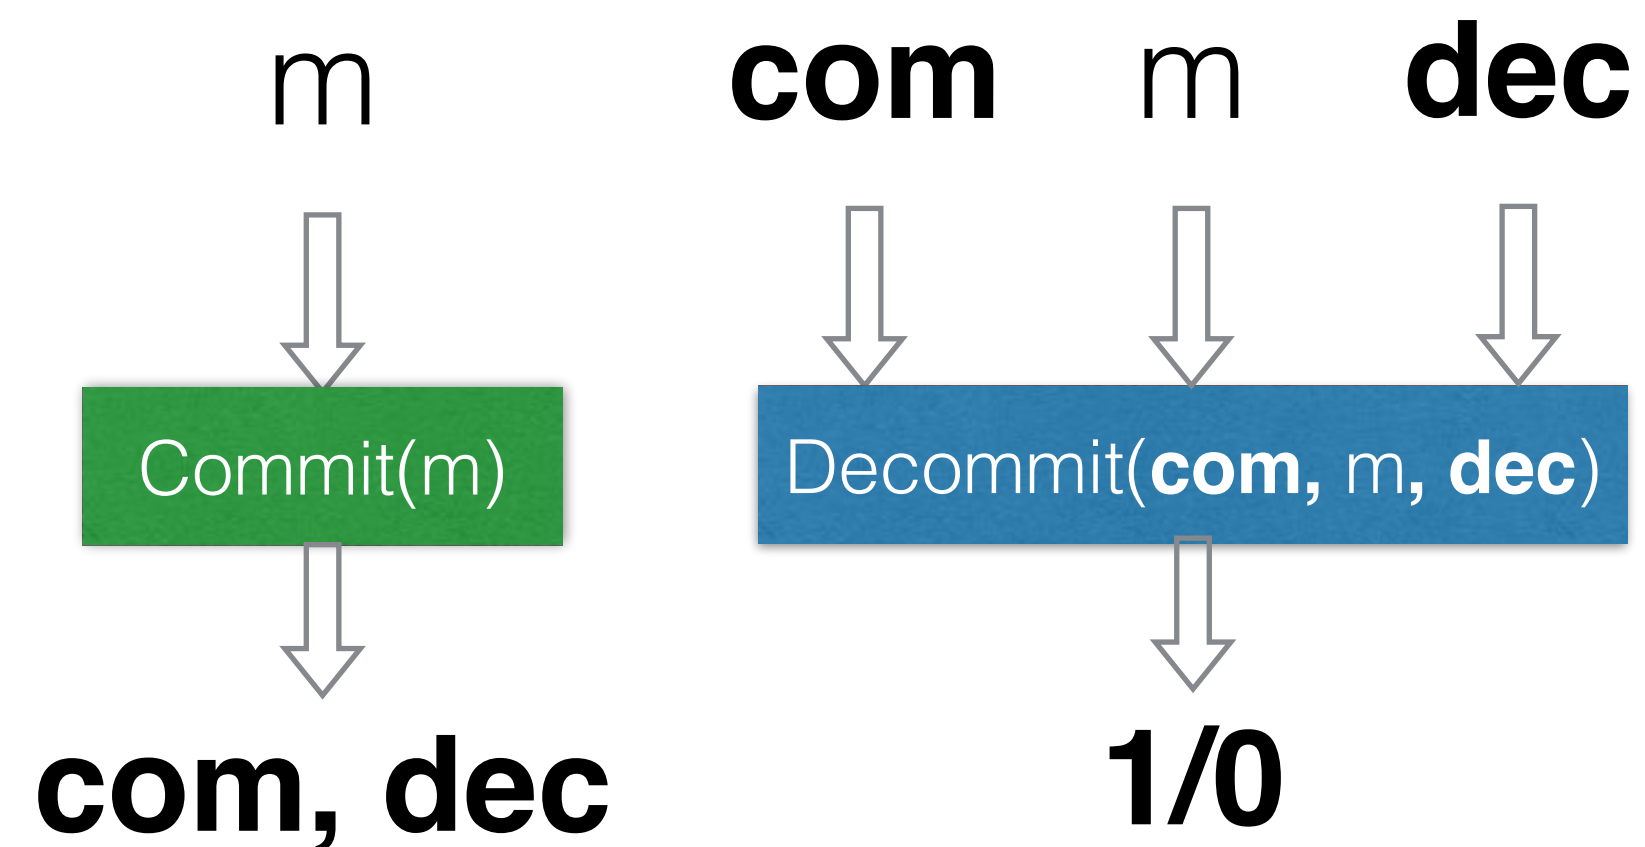 m
Commit(m)
com, dec
com m dec
Decommit(com, m, dec)
1/0